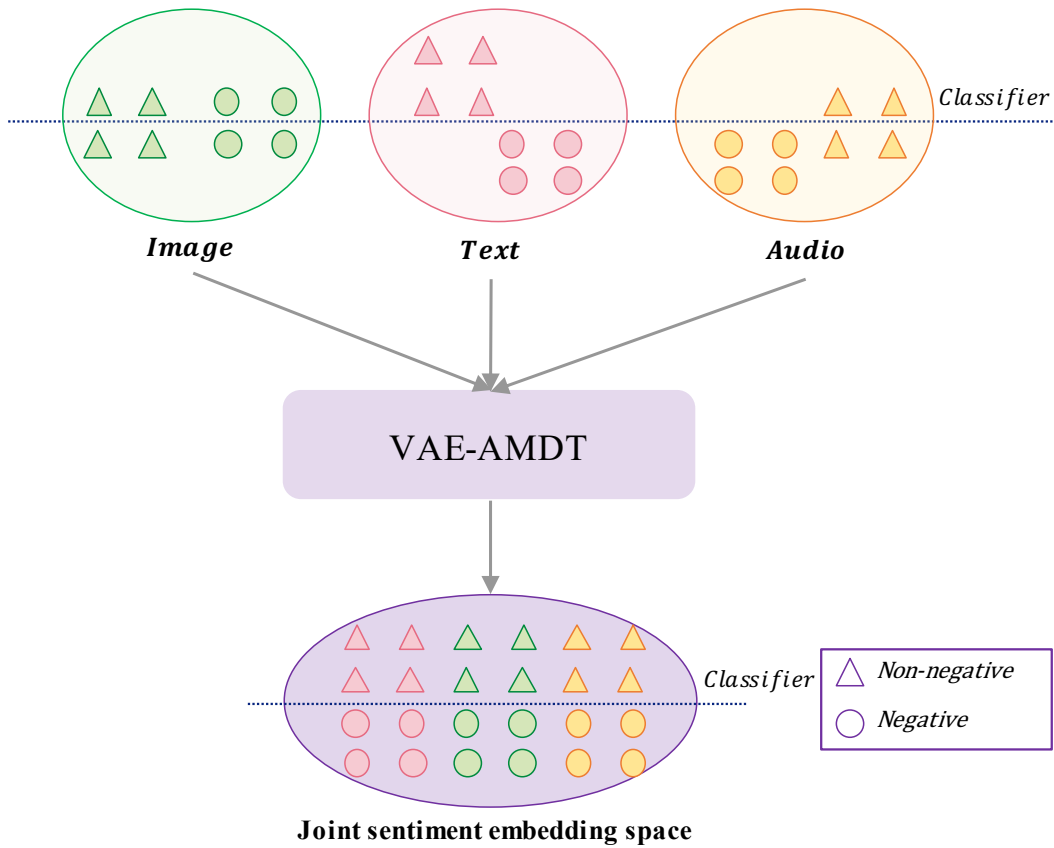 Classifier
Image
Text
Audio
VAE-AMDT
Classifier
Non-negative
Negative
Joint sentiment embedding space